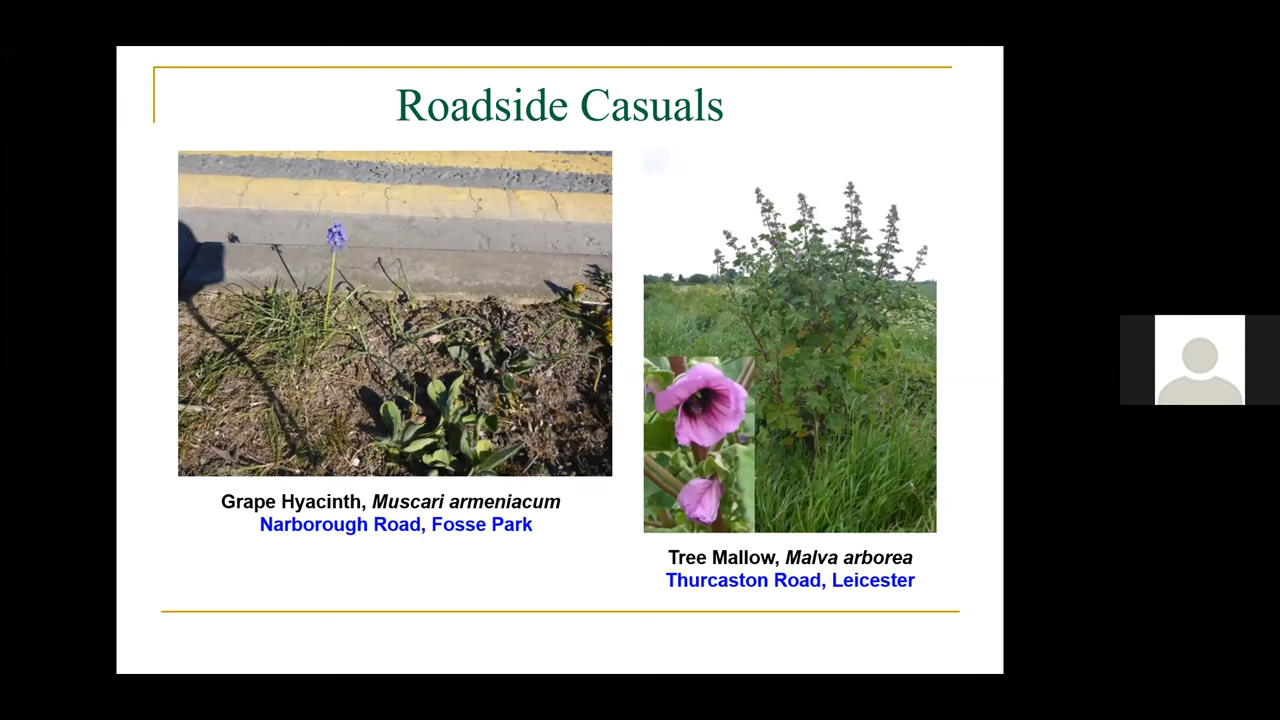 Roadside Casuals
Grape Hyacinth, Muscari armeniacum
Narborough Road, Fosse Park
Tree Mallow, Malva arborea
Thurcaston Road, Leicester